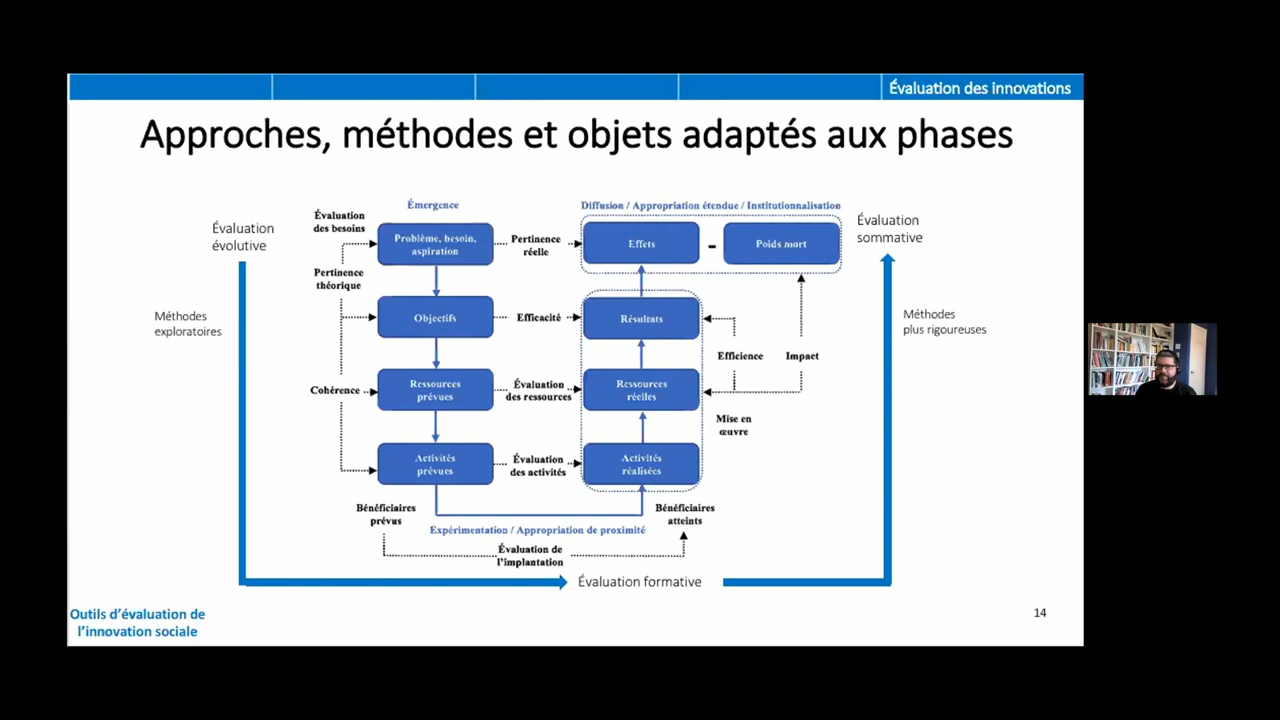 Évaluation des innovations
Approches, méthodes et objets adaptés aux phases
Évaluation
évolutive
Méthodes
exploratoires
Émergence
Diffusion / Appropriation étendue / Institutionnalisation
Évaluation
des besoins
Problème, besoin,
aspiration
Pertinence
réelle
Effets
-
Poids mort
Évaluation
sommative
Pertinence
théorique
Objectifs
Efficacité
Résultats
Méthodes
plus rigoureuses
Efficience
Impact
Cohérence
Ressources
prévues
Évaluation
des ressources
Ressources
réelles
Mise en
œuvre
Activités
prévues
Évaluation
des activités
Activités
réalisées
Bénéficiaires
prévus
Bénéficiaires
atteints
Expérimentation / Appropriation de proximité
Évaluation de
l'implantation
Évaluation formative
Outils d'évaluation de
l'innovation sociale
14